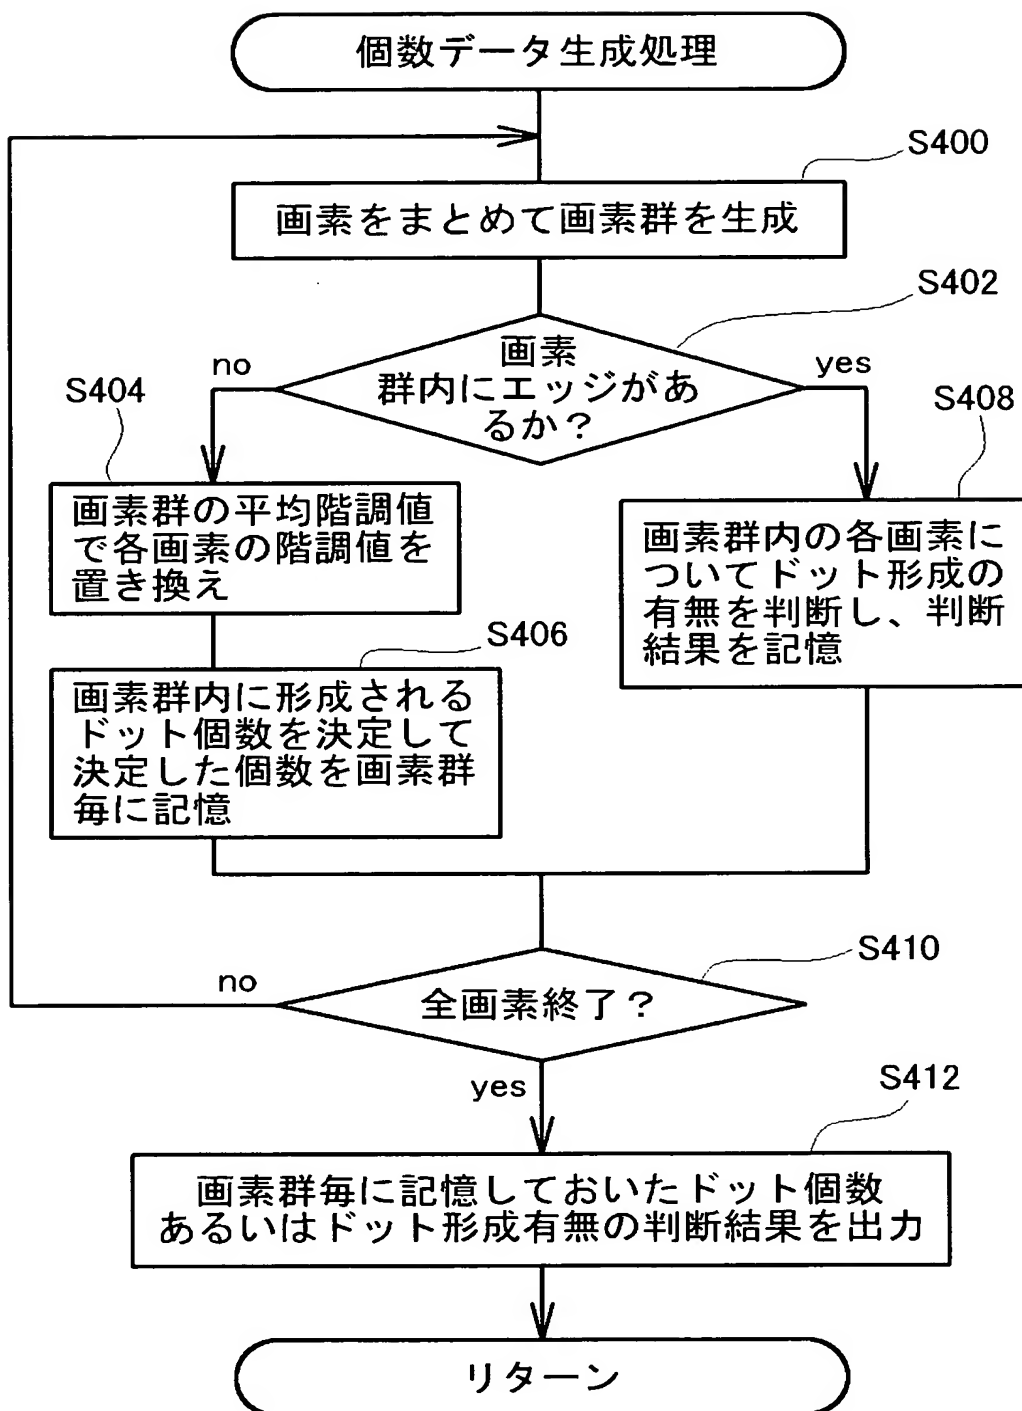 個数データ生成処理
S400
画素をまとめて画素群を生成
S402
画素
群内にエッジがあ
るか？
no
yes
S404
S408
画素群の平均階調値
で各画素の階調値を
置き換え
画素群内の各画素に
ついてドット形成の
有無を判断し、判断
結果を記憶
S406
画素群内に形成される
ドット個数を決定して
決定した個数を画素群
毎に記憶
S410
no
全画素終了？
yes
S412
画素群毎に記憶しておいたドット個数
あるいはドット形成有無の判断結果を出力
リターン